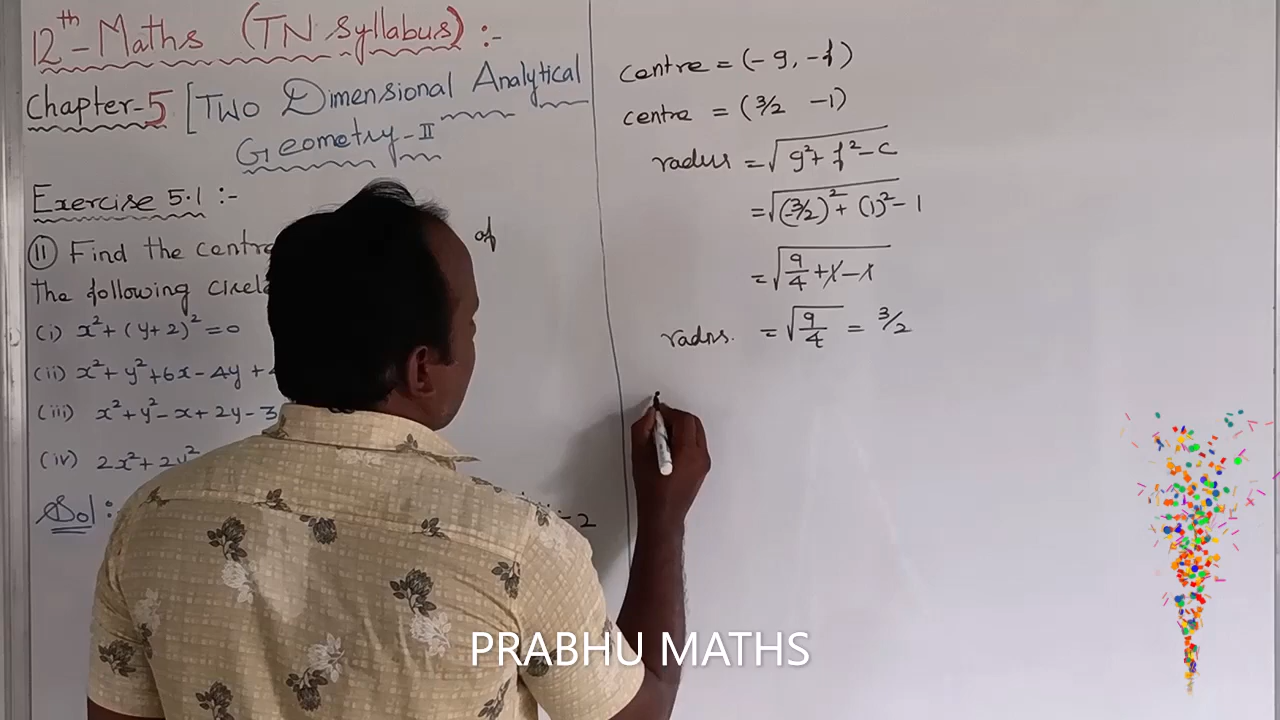 12th - Maths (TN Syllabus) :-
Chapter-5 [Two Dimensional Analytical
Geometry-II
Exercise 5.1 :-
(11) Find the centre of
the following circle
(i) x²+(y+2)²=0
(ii) x²+y²+6x-4y+4
(iii) x²+y²-x+2y-3
(iv) 2x²+2y²
Sol :
-2
centre = (-g, -f)
centre = (3/2 -1)
radius = √g²+f²-c
= √(-3/2)²+(1)²-1
= √9/4+1-1
radius. = √9/4 = 3/2
PRABHU MATHS